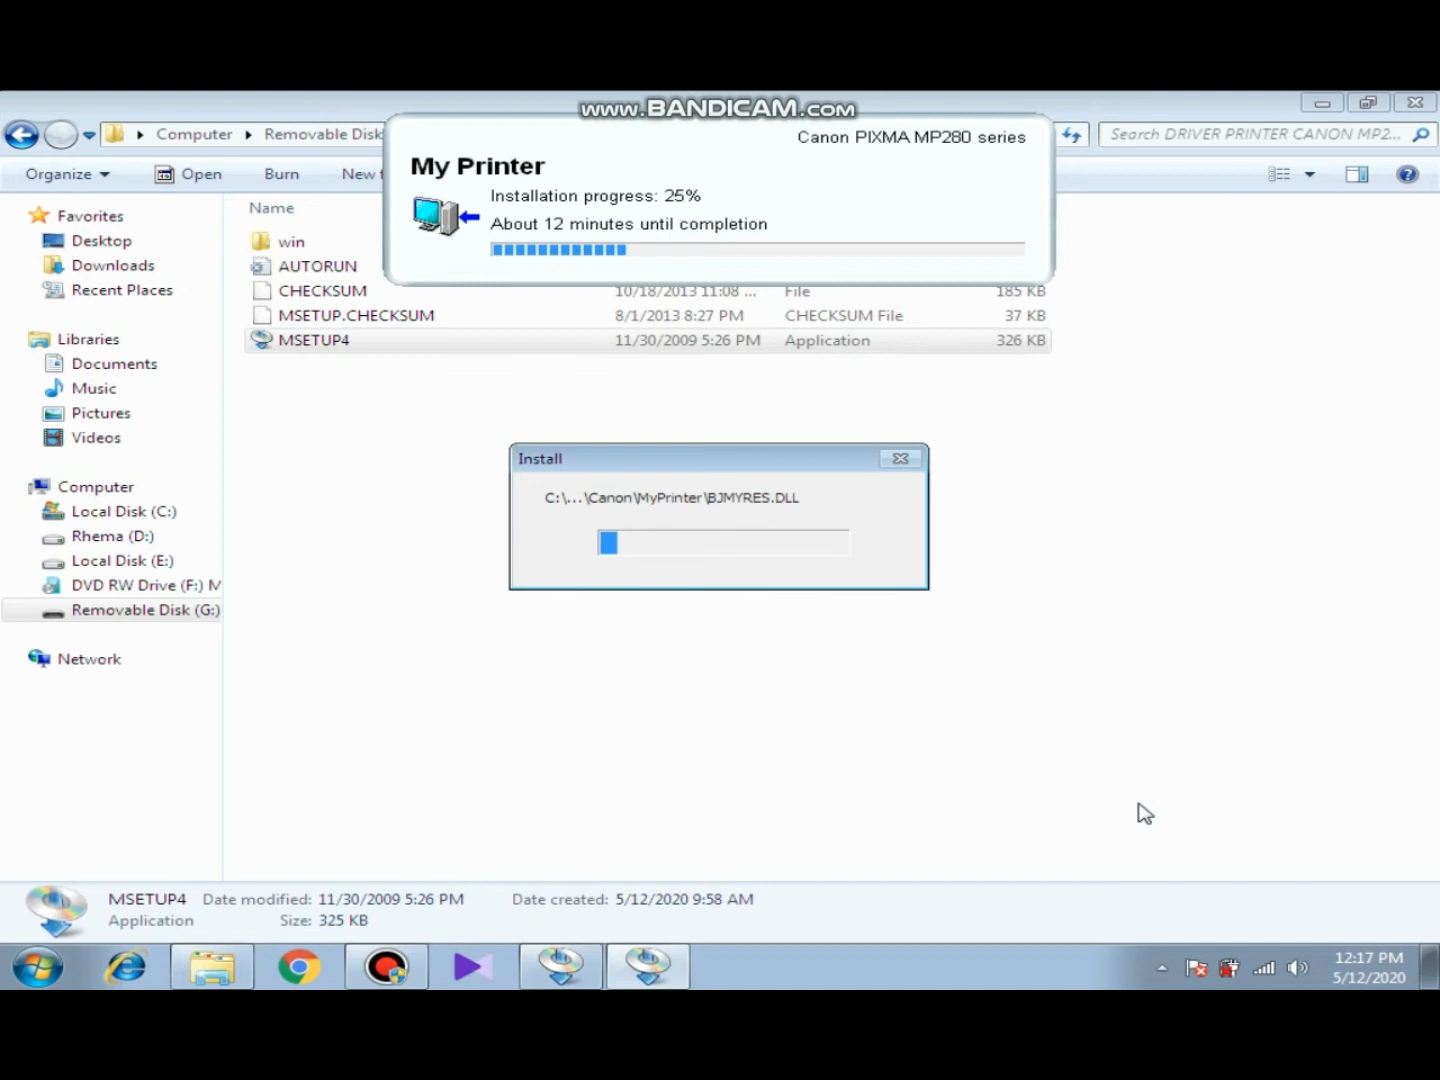 www.BANDICAM.com
Computer
Removable Disk
Search DRIVER PRINTER CANON MP2...
Canon PIXMA MP280 series
My Printer
Installation progress: 25%
About 12 minutes until completion
Organize
Open
Burn
New f
Name
win
AUTORUN
CHECKSUM 10/18/2013 11:08 ... File 185 KB
MSETUP.CHECKSUM 8/1/2013 8:27 PM CHECKSUM File 37 KB
MSETUP4 11/30/2009 5:26 PM Application 326 KB
Favorites
Desktop
Downloads
Recent Places
Libraries
Documents
Music
Pictures
Videos
Computer
Local Disk (C:)
Rhema (D:)
Local Disk (E:)
DVD RW Drive (F:) M
Removable Disk (G:)
Network
Install
C:\...\Canon\MyPrinter\BJMYRES.DLL
MSETUP4 Date modified: 11/30/2009 5:26 PM Date created: 5/12/2020 9:58 AM
Application Size: 325 KB
12:17 PM
5/12/2020